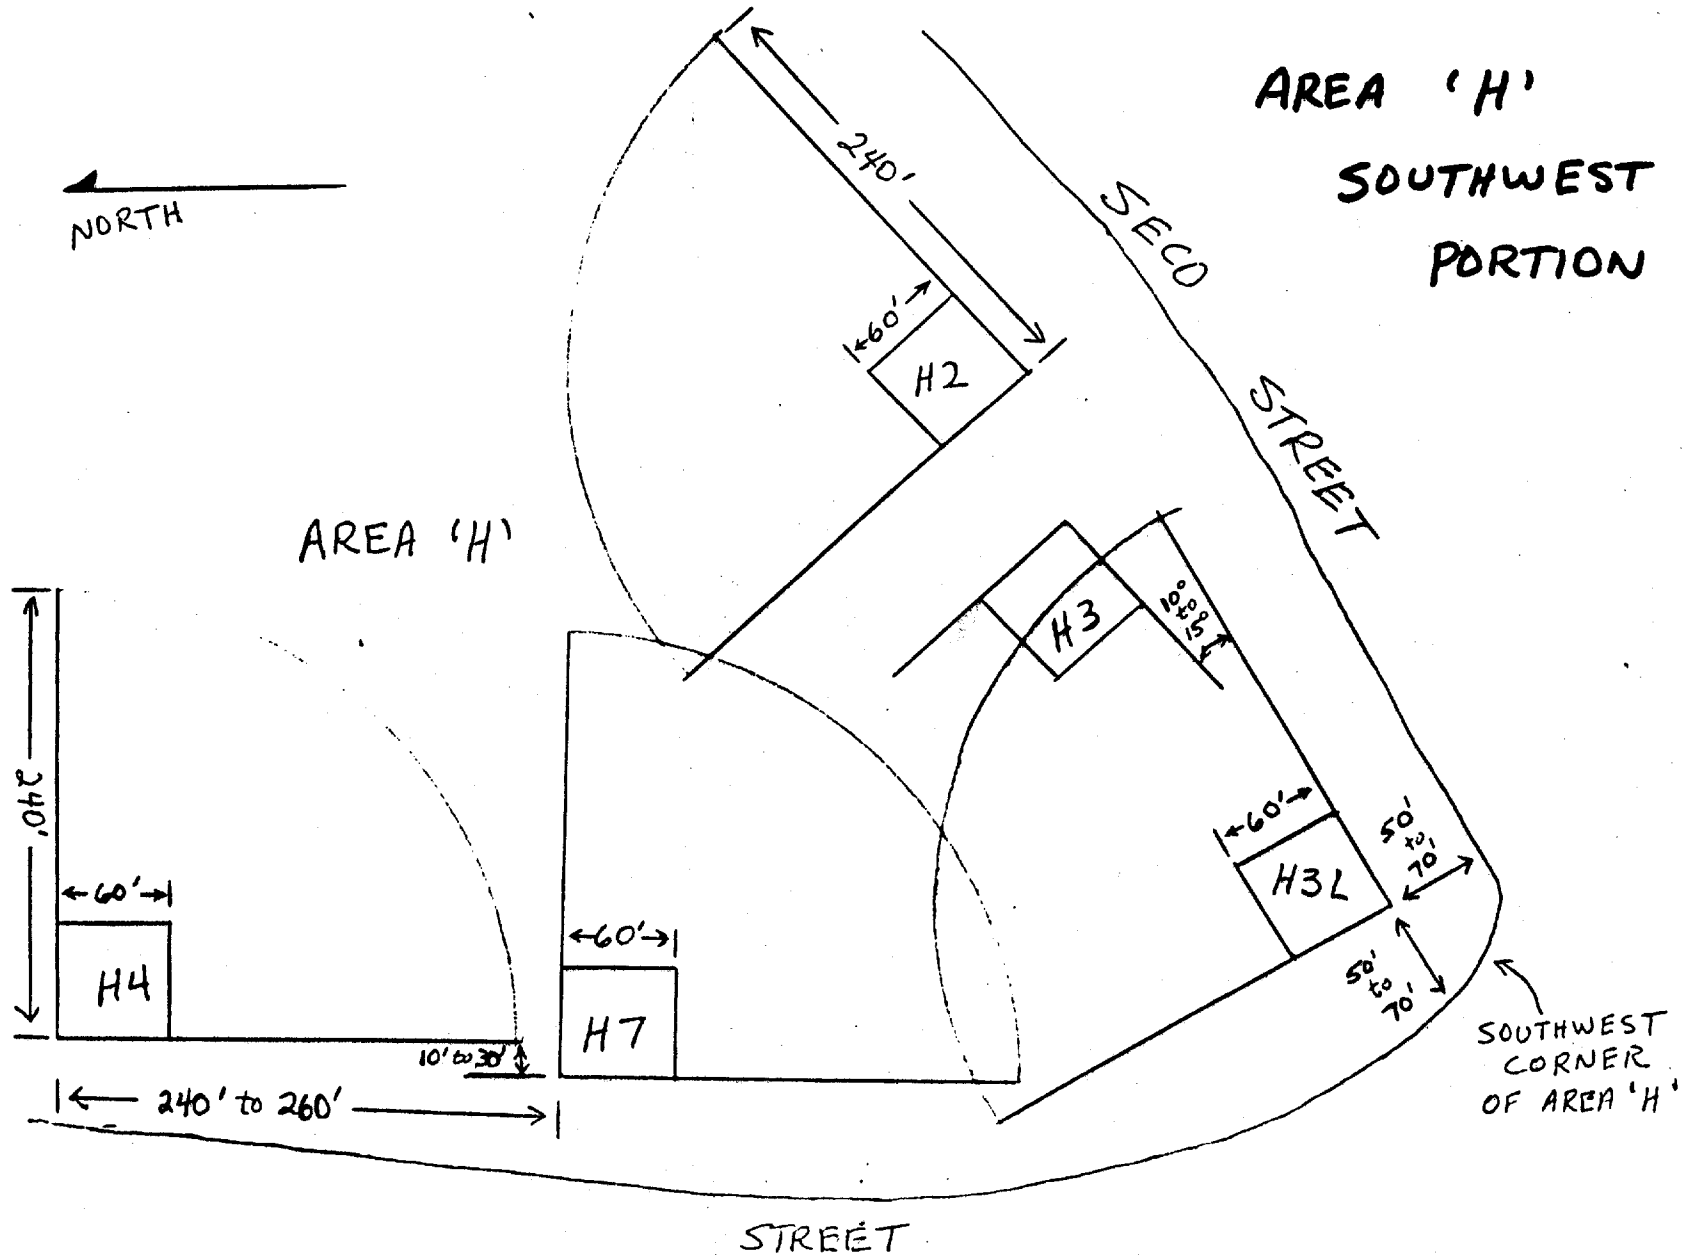 AREA 'H'
SOUTHWEST
PORTION
NORTH
240'
SECO
STREET
60'
H2
AREA 'H'
H3
10° to 15°
240'
60'
H4
60'
H7
60'
H3L
50' to 70'
50' to 70'
10' to 30'
240' to 260'
SOUTHWEST
CORNER
OF AREA 'H'
STREET